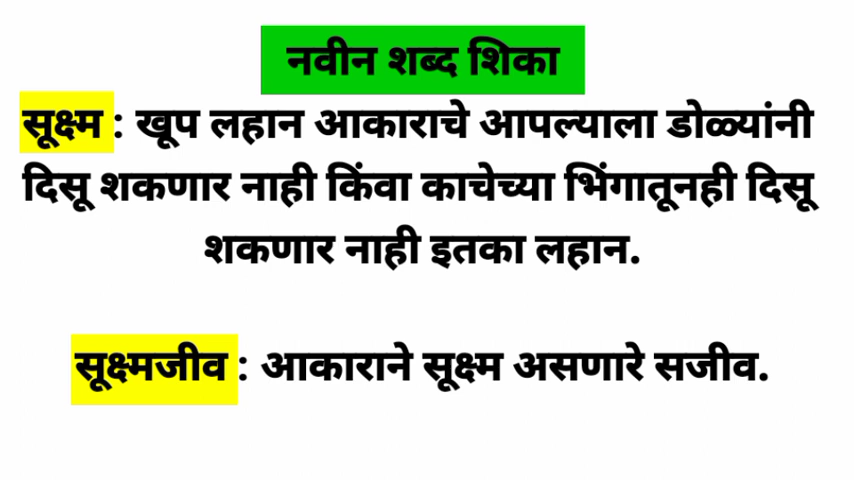 नवीन शब्द शिका
सूक्ष्म : खूप लहान आकाराचे आपल्याला डोळ्यांनी
दिसू शकणार नाही किंवा काचेच्या भिंगातूनही दिसू
शकणार नाही इतका लहान.
सूक्ष्मजीव : आकाराने सूक्ष्म असणारे सजीव.